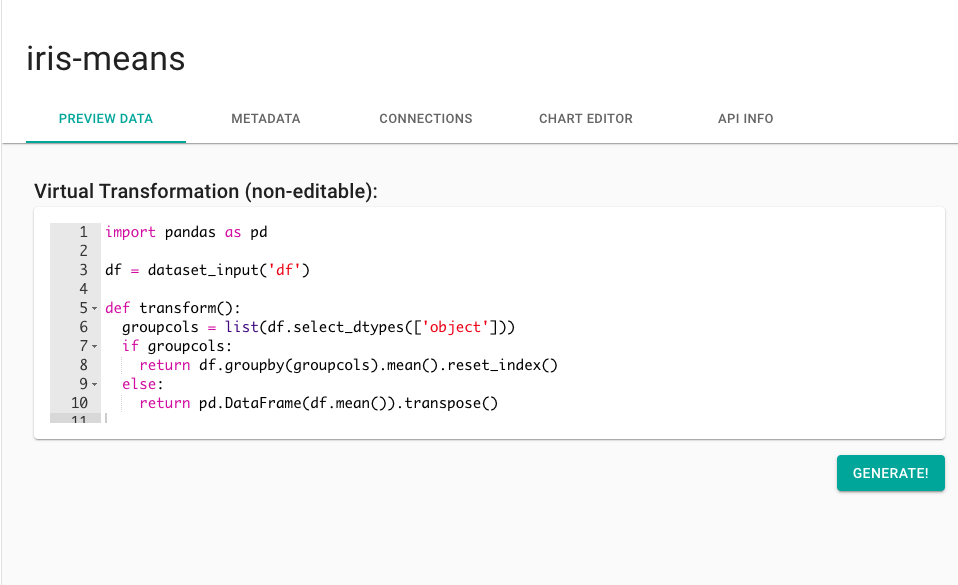 iris-means
PREVIEW DATA METADATA CONNECTIONS CHART EDITOR API INFO
Virtual Transformation (non-editable):
1 import pandas as pd
2
3 df = dataset_input('df')
4
5 def transform():
6   groupcols = list(df.select_dtypes(['object']))
7   if groupcols:
8     return df.groupby(groupcols).mean().reset_index()
9   else:
10     return pd.DataFrame(df.mean()).transpose()
11
GENERATE!